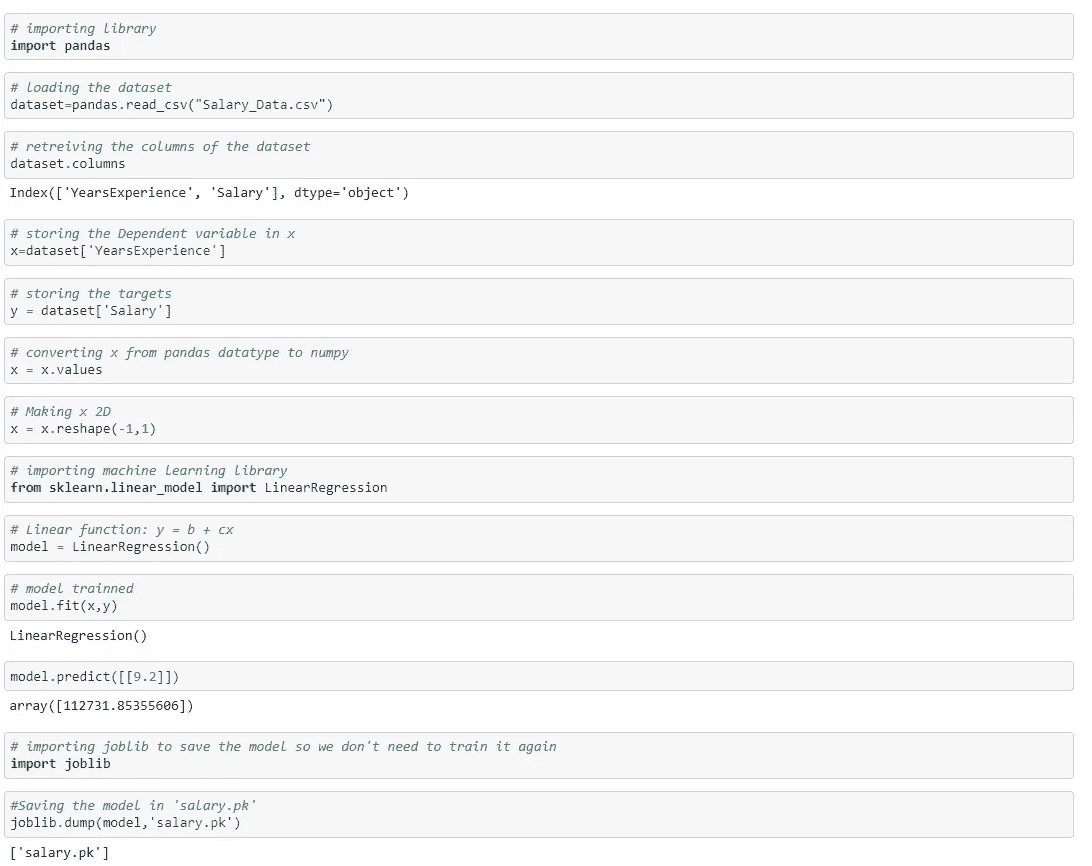 # importing library
import pandas
# loading the dataset
dataset=pandas.read_csv("Salary_Data.csv")
# retreiving the columns of the dataset
dataset.columns
Index(['YearsExperience', 'Salary'], dtype='object')
# storing the Dependent variable in x
x=dataset['YearsExperience']
# storing the targets
y = dataset['Salary']
# converting x from pandas datatype to numpy
x = x.values
# Making x 2D
x = x.reshape(-1,1)
# importing machine learning library
from sklearn.linear_model import LinearRegression
# Linear function: y = b + cx
model = LinearRegression()
# model trainned
model.fit(x,y)
LinearRegression()
model.predict([[9.2]])
array([112731.85355606])
# importing joblib to save the model so we don't need to train it again
import joblib
#Saving the model in 'salary.pk'
joblib.dump(model,'salary.pk')
['salary.pk']